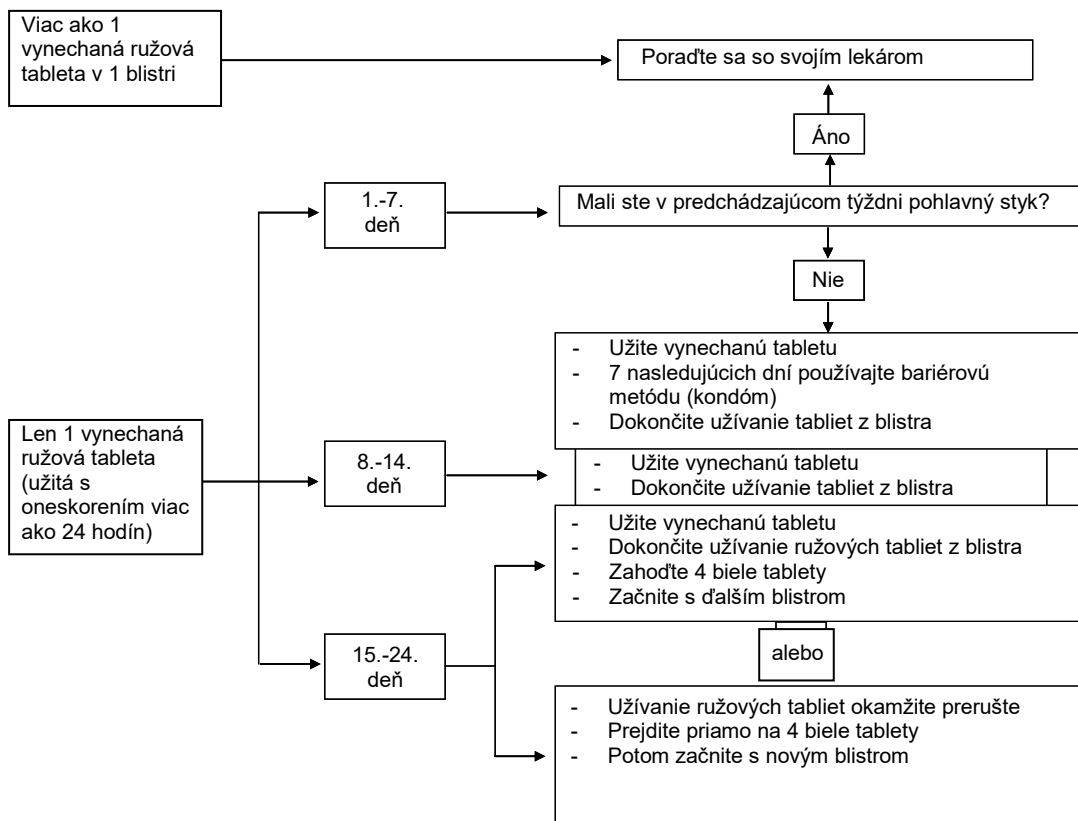 Viac ako 1
vynechaná ružová
tableta v 1 blistri
Poraďte sa so svojím lekárom
Áno
1.-7.
deň
Mali ste v predchádzajúcom týždni pohlavný styk?
Nie
- Užite vynechanú tabletu
- 7 nasledujúcich dní používajte bariérovú
metódu (kondóm)
- Dokončite užívanie tabliet z blistra
Len 1 vynechaná
ružová tableta
(užitá s
oneskorením viac
ako 24 hodín)
8.-14.
deň
- Užite vynechanú tabletu
- Dokončite užívanie tabliet z blistra
- Užite vynechanú tabletu
- Dokončite užívanie ružových tabliet z blistra
- Zahoďte 4 biele tablety
- Začnite s ďalším blistrom
15.-24.
deň
alebo
- Užívanie ružových tabliet okamžite prerušte
- Prejdite priamo na 4 biele tablety
- Potom začnite s novým blistrom